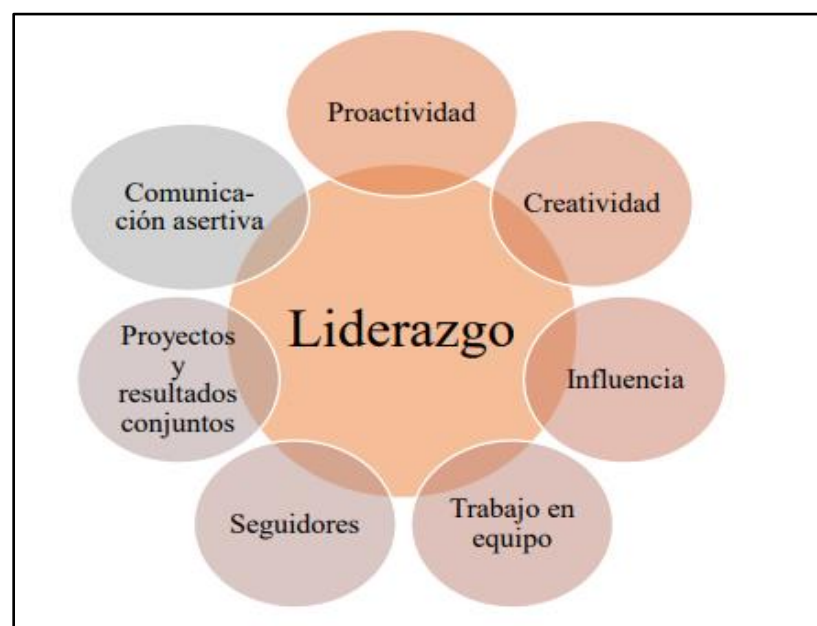 Proactividad
Creatividad
Influencia
Trabajo en
equipo
Seguidores
Proyectos
y
resultados
conjuntos
Comunica-
ción asertiva
Liderazgo